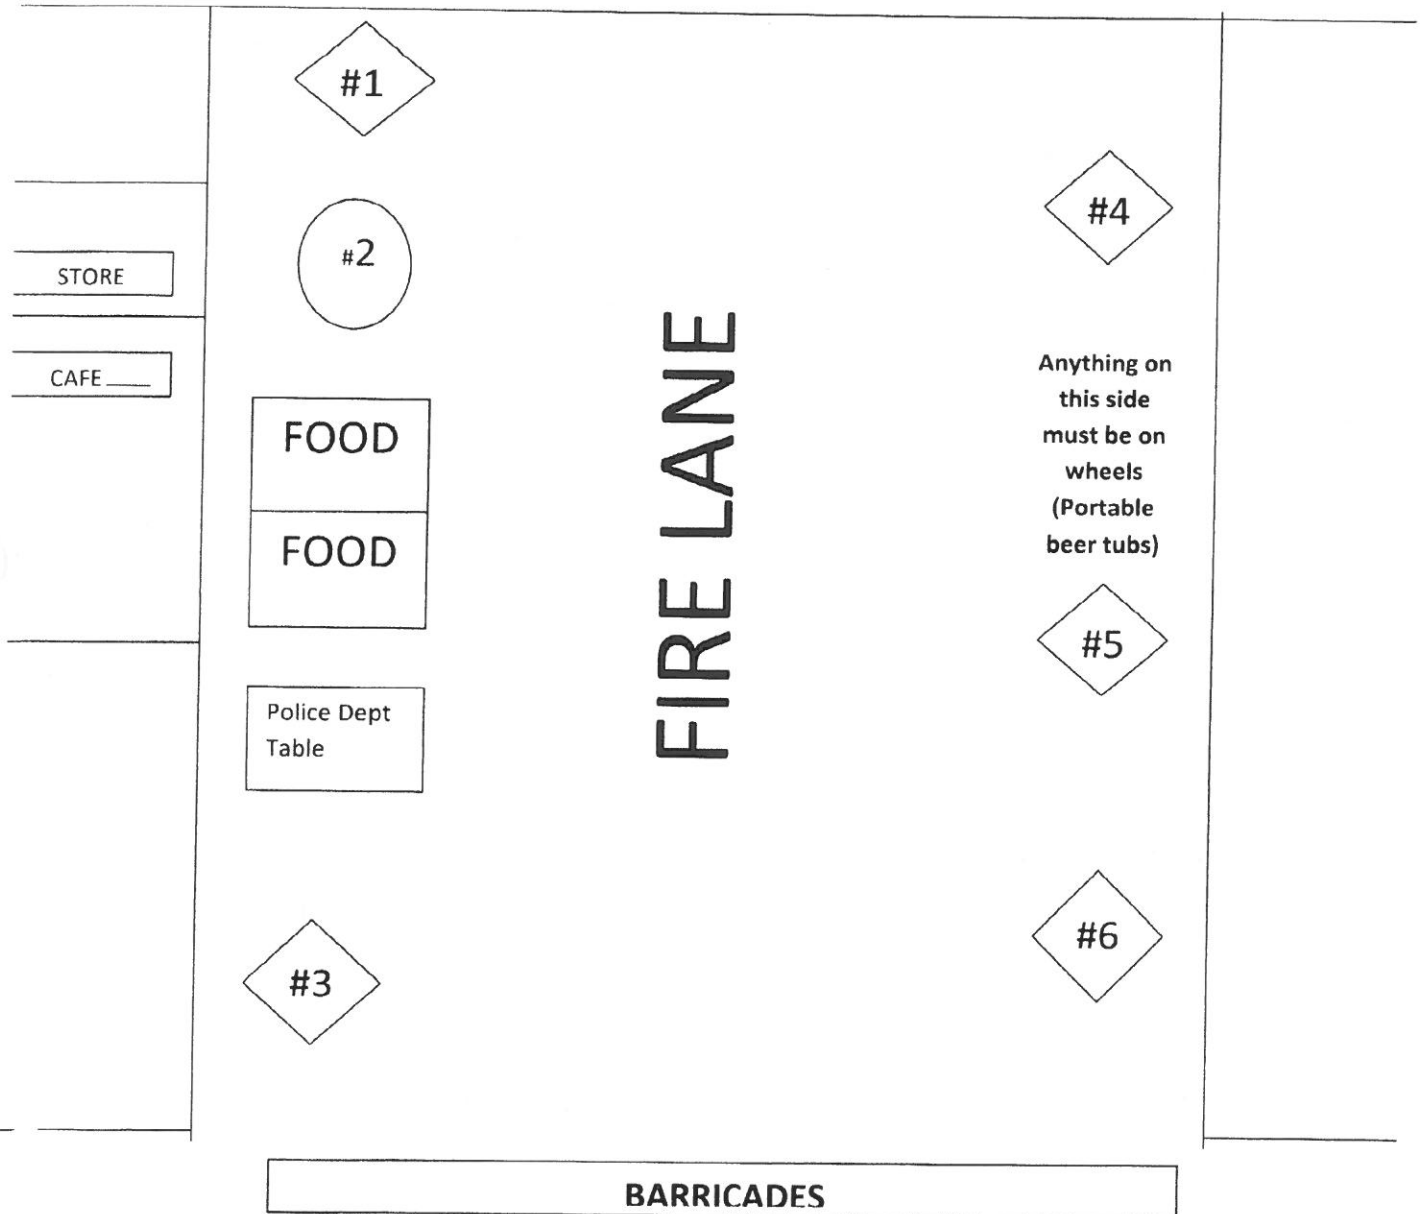 #1
#4
#2
STORE
CAFE____
Anything on
this side
must be on
wheels
(Portable
beer tubs)
FOOD
FOOD
FIRE LANE
#5
Police Dept
Table
#6
#3
BARRICADES